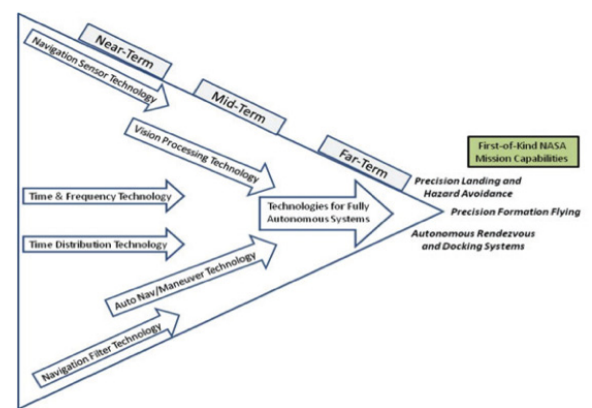 Near-Term
Navigation Sensor Technology
Mid-Term
Vision Processing Technology
Far-Term
First-of-Kind NASA
Mission Capabilities
Precision Landing and
Hazard Avoidance
Time & Frequency Technology
Technologies for Fully
Autonomous Systems
Precision Formation Flying
Time Distribution Technology
Autonomous Rendezvous
and Docking Systems
Auto Nav/Maneuver Technology
Navigation Filter Technology